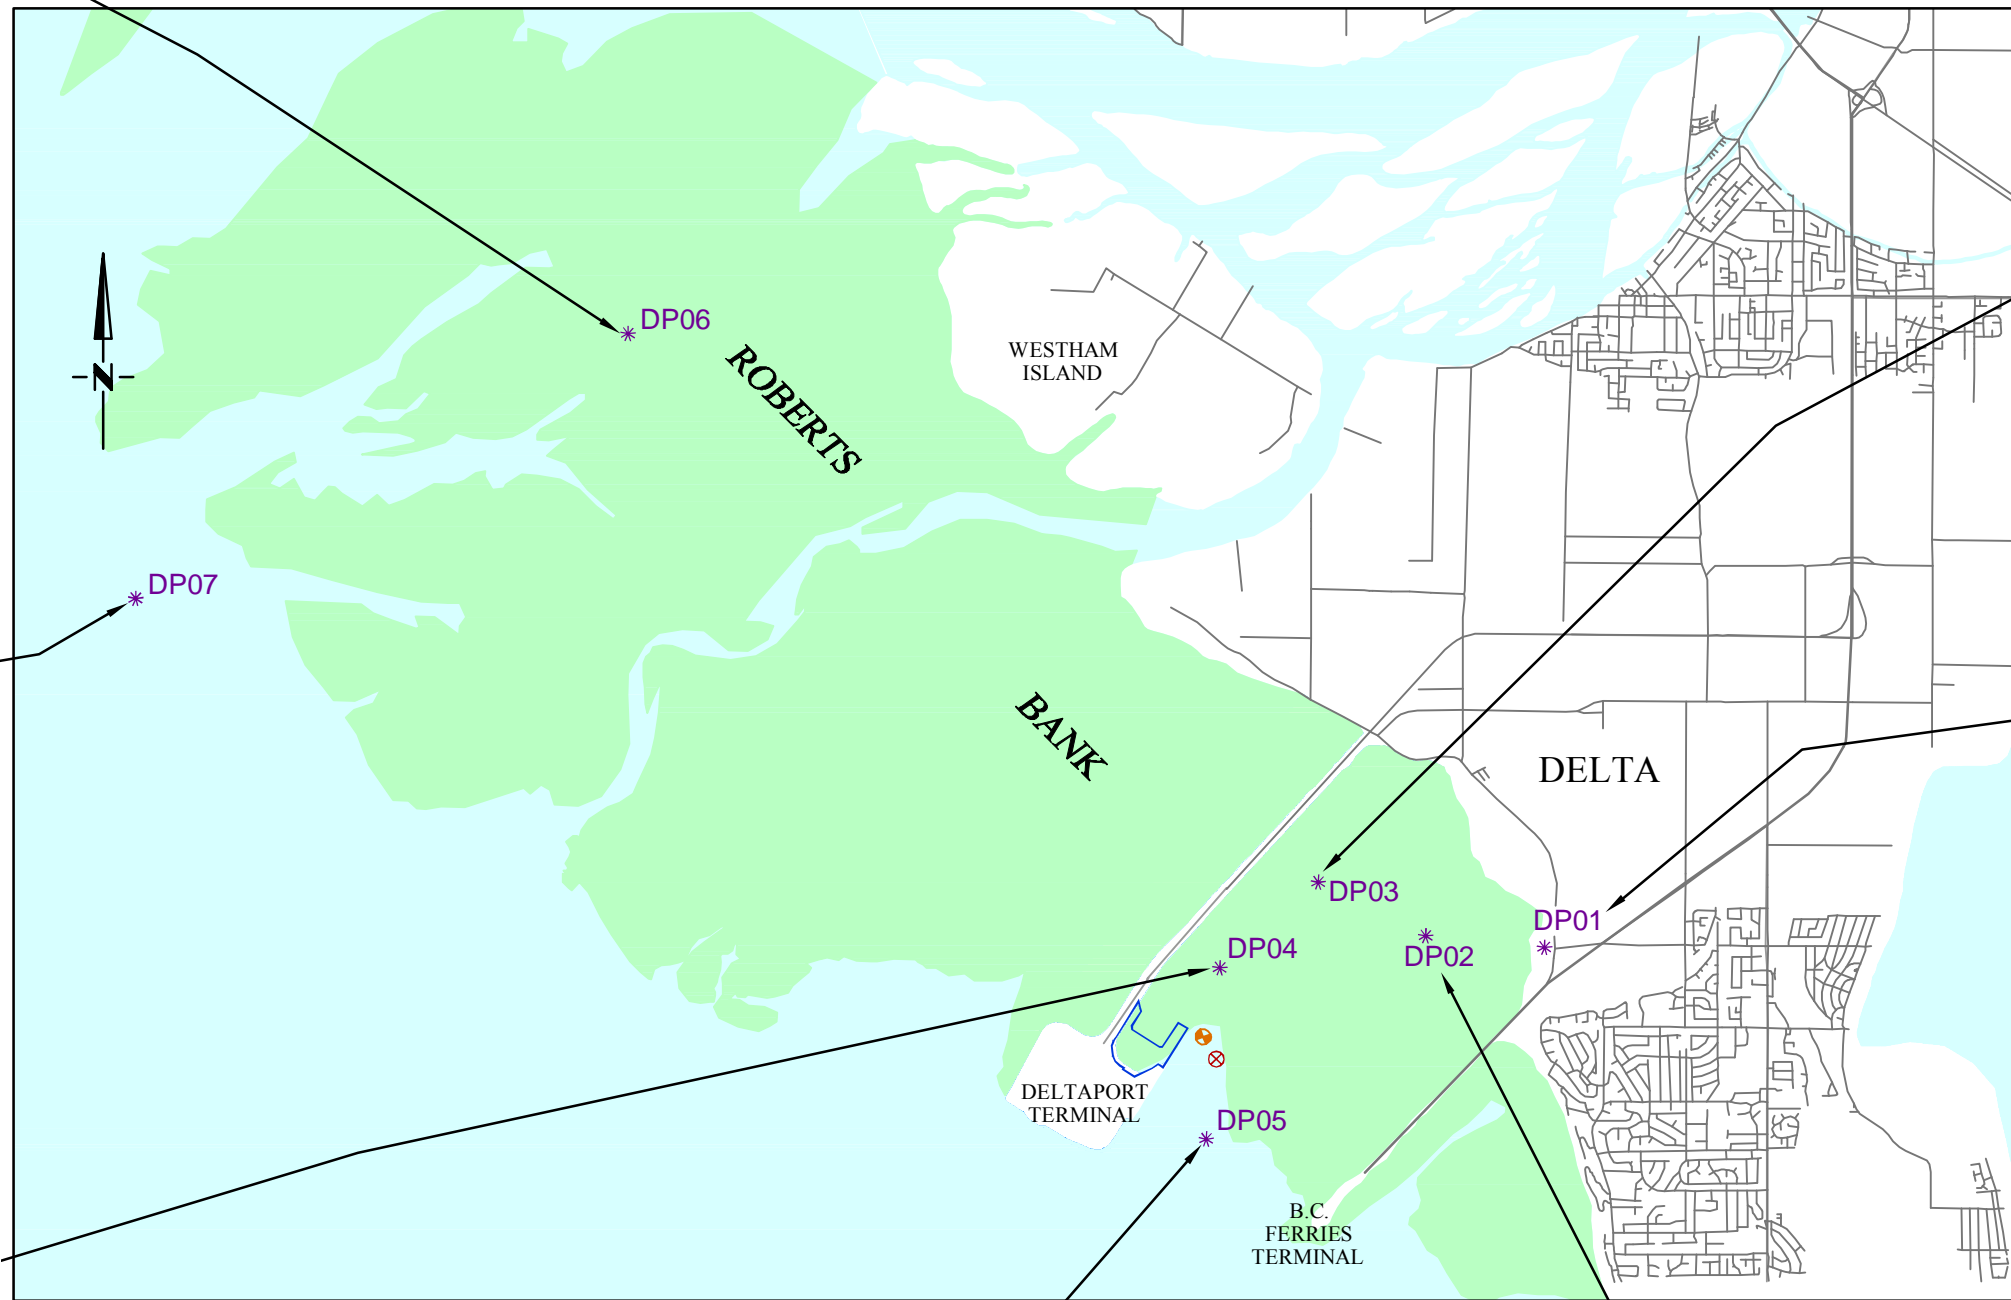 DP06
WESTHAM
ISLAND
ROBERTS
N
DP07
BANK
DELTA
DP03
DP01
DP04
DP02
DELTAPORT
TERMINAL
DP05
B.C.
FERRIES
TERMINAL